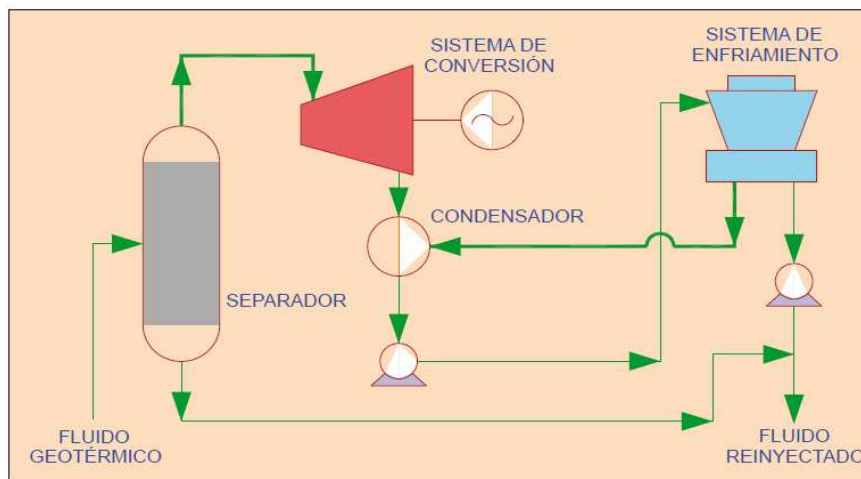 SISTEMA DE
CONVERSIÓN
SISTEMA DE
ENFRIAMIENTO
CONDENSADOR
SEPARADOR
FLUIDO
GEOTÉRMICO
FLUIDO
REINYECTADO